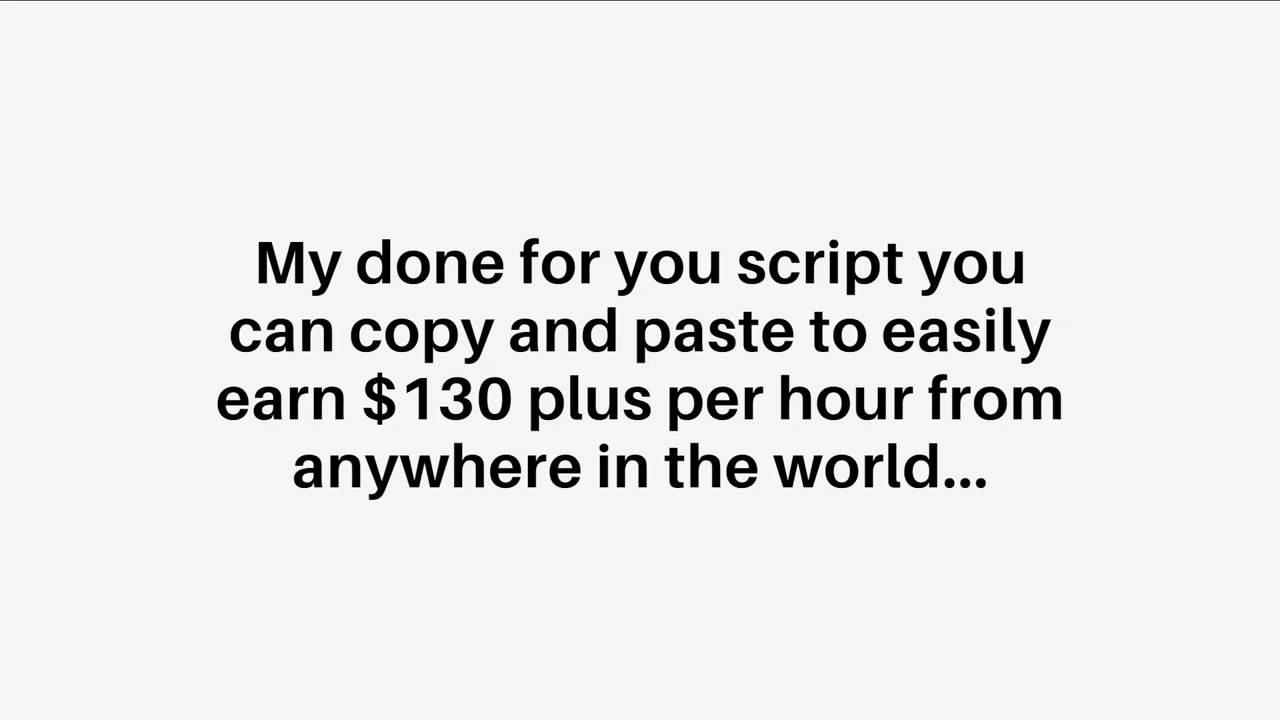 My done for you script you
can copy and paste to easily
earn $130 plus per hour from
anywhere in the world...